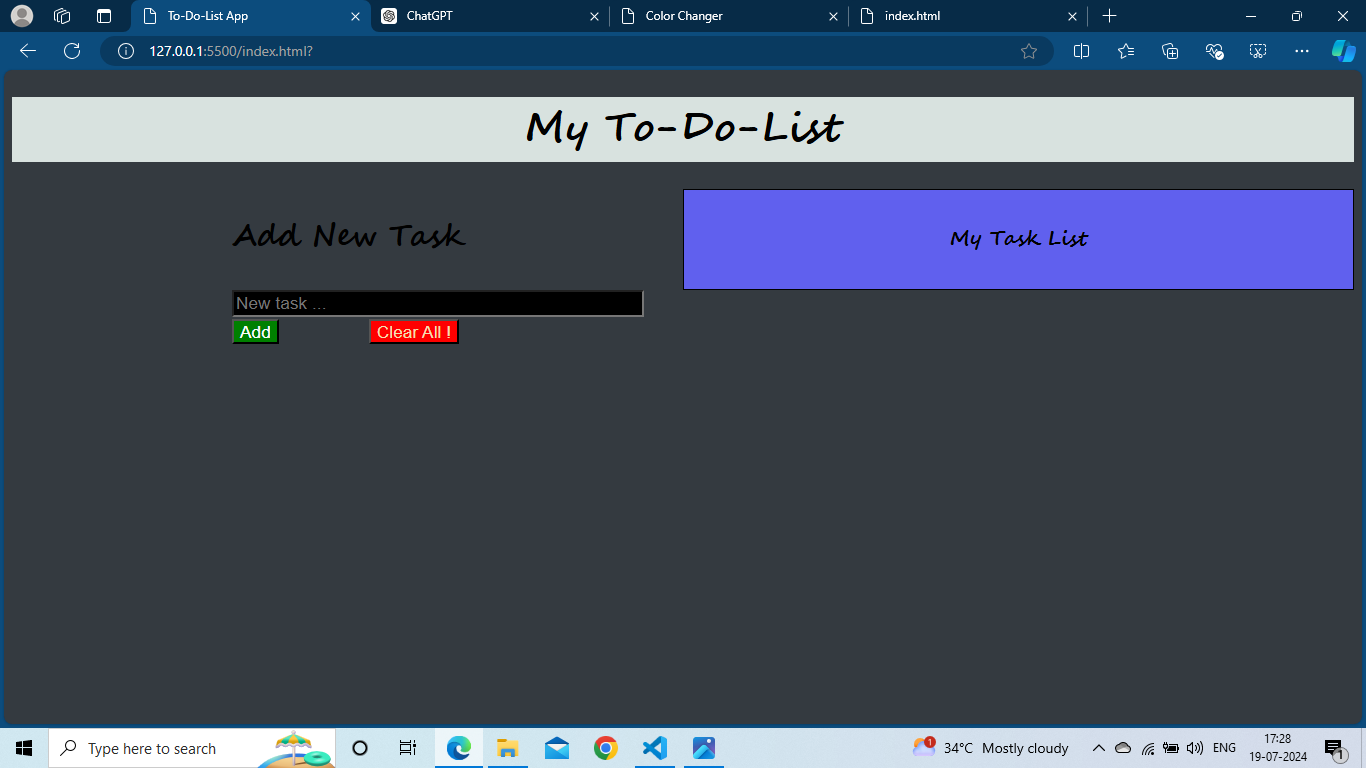 To-Do-List App
ChatGPT
Color Changer
index.html
127.0.0.1:5500/index.html?
My To-Do-List
Add New Task
My Task List
New task ...
Add
Clear All !
Type here to search
1
34°C Mostly cloudy
ENG
17:28
19-07-2024
1